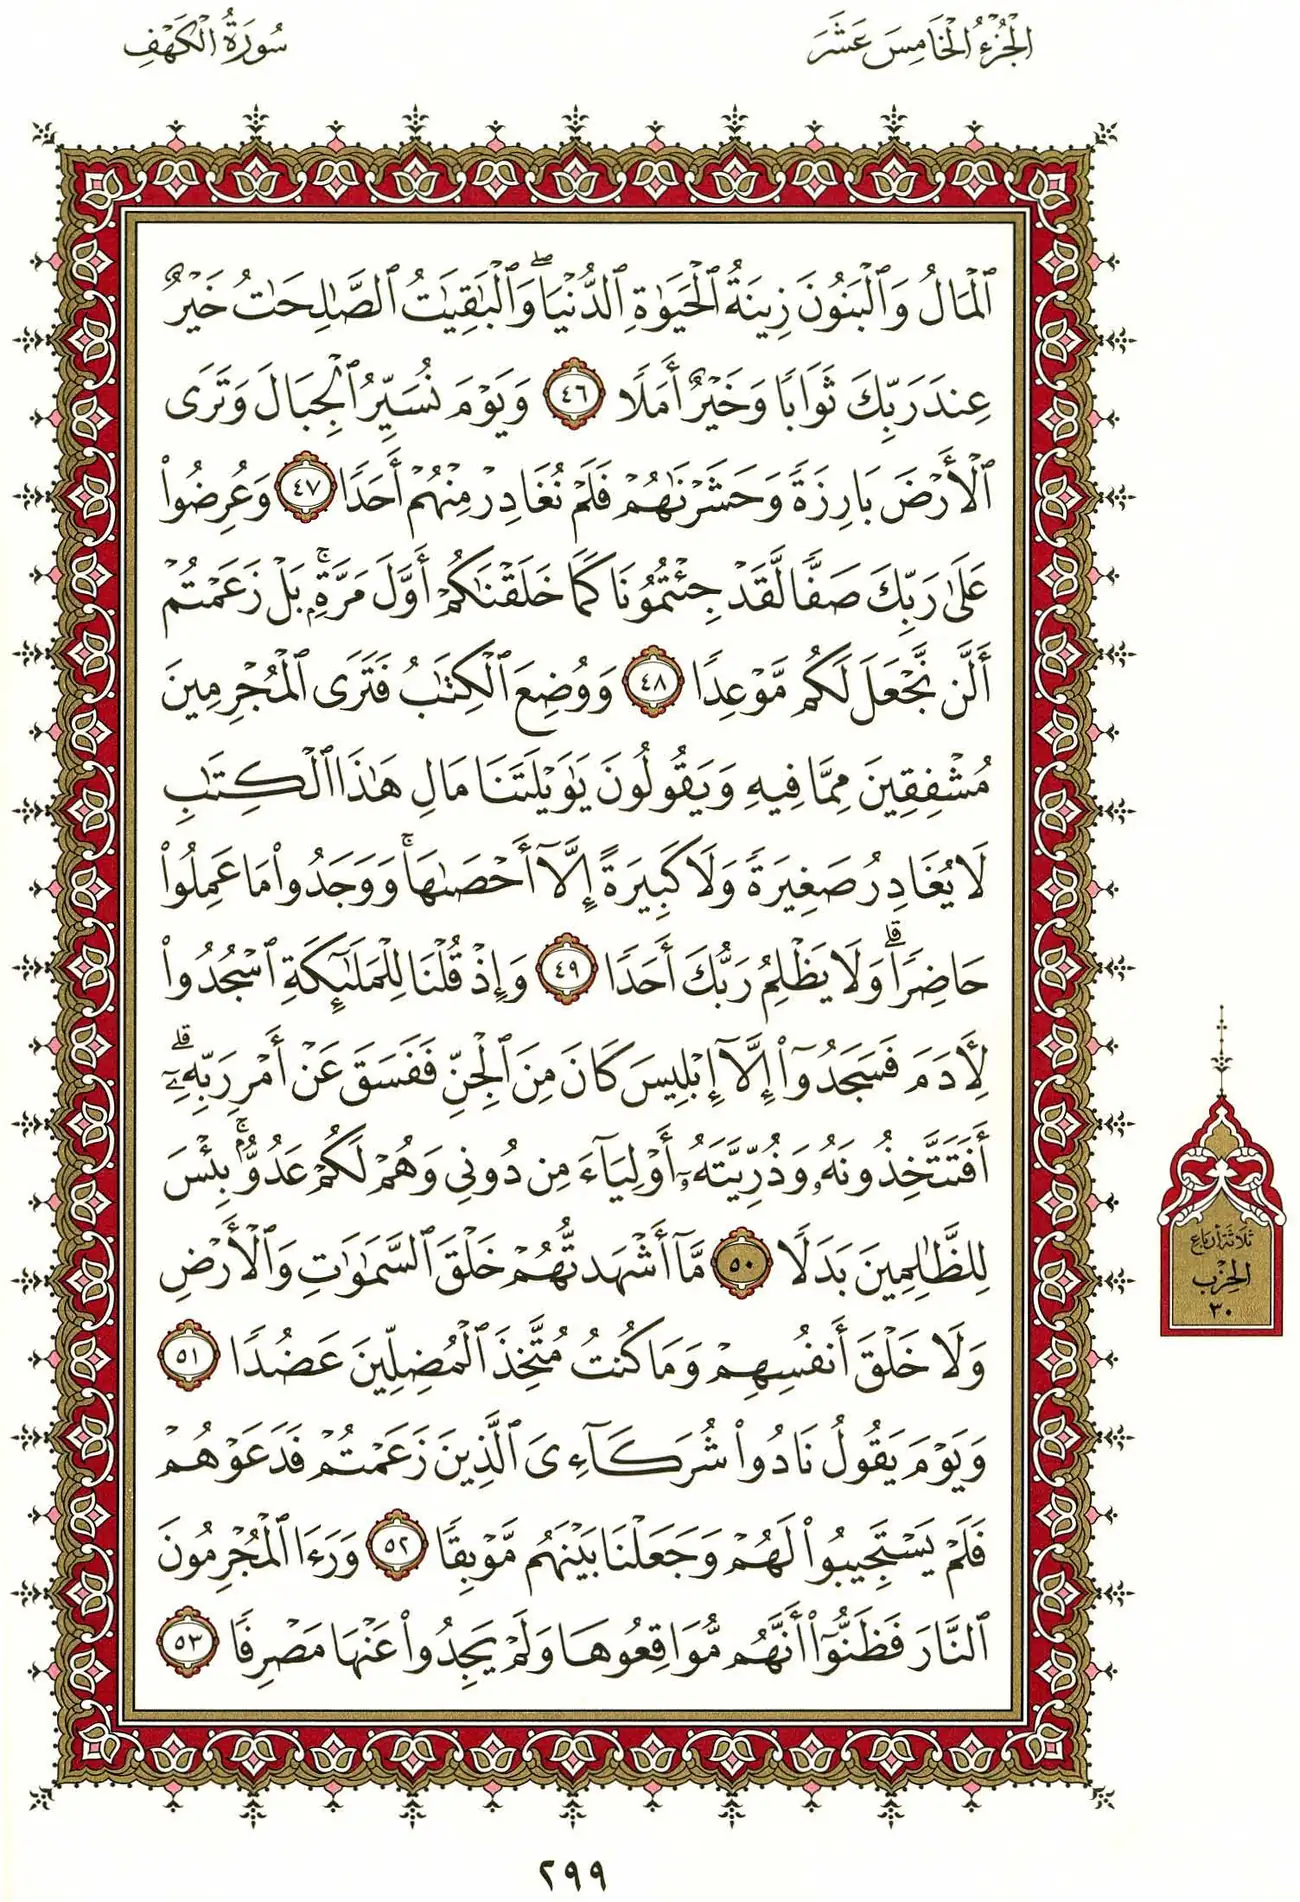 الجزء الخامس عشر
سورة الكهف
ٱلْمَالُ وَٱلْبَنُونَ زِينَةُ ٱلْحَيَوٰةِ ٱلدُّنْيَاۖ وَٱلْبَٰقِيَٰتُ ٱلصَّٰلِحَٰتُ خَيْرٌ
عِندَ رَبِّكَ ثَوَابًا وَخَيْرٌ أَمَلًا ٤٦ وَيَوْمَ نُسَيِّرُ ٱلْجِبَالَ وَتَرَى
ٱلْأَرْضَ بَارِزَةً وَحَشَرْنَٰهُمْ فَلَمْ نُغَادِرْ مِنْهُمْ أَحَدًا ٤٧ وَعُرِضُوا۟
عَلَىٰ رَبِّكَ صَفًّا لَّقَدْ جِئْتُمُونَا كَمَا خَلَقْنَٰكُمْ أَوَّلَ مَرَّةٍۭۚ بَلْ زَعَمْتُمْ
أَلَّن نَّجْعَلَ لَكُم مَّوْعِدًا ٤٨ وَوُضِعَ ٱلْكِتَٰبُ فَتَرَى ٱلْمُجْرِمِينَ
مُشْفِقِينَ مِمَّا فِيهِ وَيَقُولُونَ يَٰوَيْلَتَنَا مَالِ هَٰذَا ٱلْكِتَٰبِ
لَا يُغَادِرُ صَغِيرَةً وَلَا كَبِيرَةً إِلَّآ أَحْصَىٰهَاۚ وَوَجَدُوا۟ مَا عَمِلُوا۟
حَاضِرًاۗ وَلَا يَظْلِمُ رَبُّكَ أَحَدًا ٤٩ وَإِذْ قُلْنَا لِلْمَلَٰٓئِكَةِ ٱسْجُدُوا۟
لِـَٔادَمَ فَسَجَدُوٓا۟ إِلَّآ إِبْلِيسَ كَانَ مِنَ ٱلْجِنِّ فَفَسَقَ عَنْ أَمْرِ رَبِّهِۦٓۗ
أَفَتَتَّخِذُونَهُۥ وَذُرِّيَّتَهُۥٓ أَوْلِيَآءَ مِن دُونِى وَهُمْ لَكُمْ عَدُوٌّۢۚ بِئْسَ
لِلظَّٰلِمِينَ بَدَلًا ٥٠ مَّآ أَشْهَدتُّهُمْ خَلْقَ ٱلسَّمَٰوَٰتِ وَٱلْأَرْضِ
وَلَا خَلْقَ أَنفُسِهِمْ وَمَا كُنتُ مُتَّخِذَ ٱلْمُضِلِّينَ عَضُدًا ٥١
وَيَوْمَ يَقُولُ نَادُوا۟ شُرَكَآءِىَ ٱلَّذِينَ زَعَمْتُمْ فَدَعَوْهُمْ
فَلَمْ يَسْتَجِيبُوا۟ لَهُمْ وَجَعَلْنَا بَيْنَهُم مَّوْبِقًا ٥٢ وَرَءَا ٱلْمُجْرِمُونَ
ٱلنَّارَ فَظَنُّوٓا۟ أَنَّهُم مُّوَاقِعُوهَا وَلَمْ يَجِدُوا۟ عَنْهَا مَصْرِفًا ٥٣
ثلاثة أرباع
الحزب
٣٠
٢٩٩